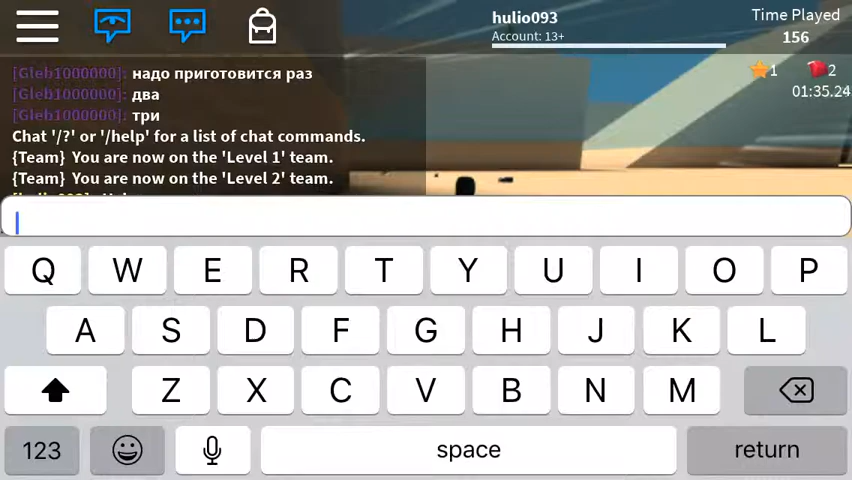 hulio093
Account: 13+
Time Played
156
1
2
01:35.24
[Gleb1000000]: надо приготовится раз
[Gleb1000000]: два
[Gleb1000000]: три
Chat '/?' or '/help' for a list of chat commands.
{Team} You are now on the 'Level 1' team.
{Team} You are now on the 'Level 2' team.
Q W E R T Y U I O P
A S D F G H J K L
Z X C V B N M
123 space return